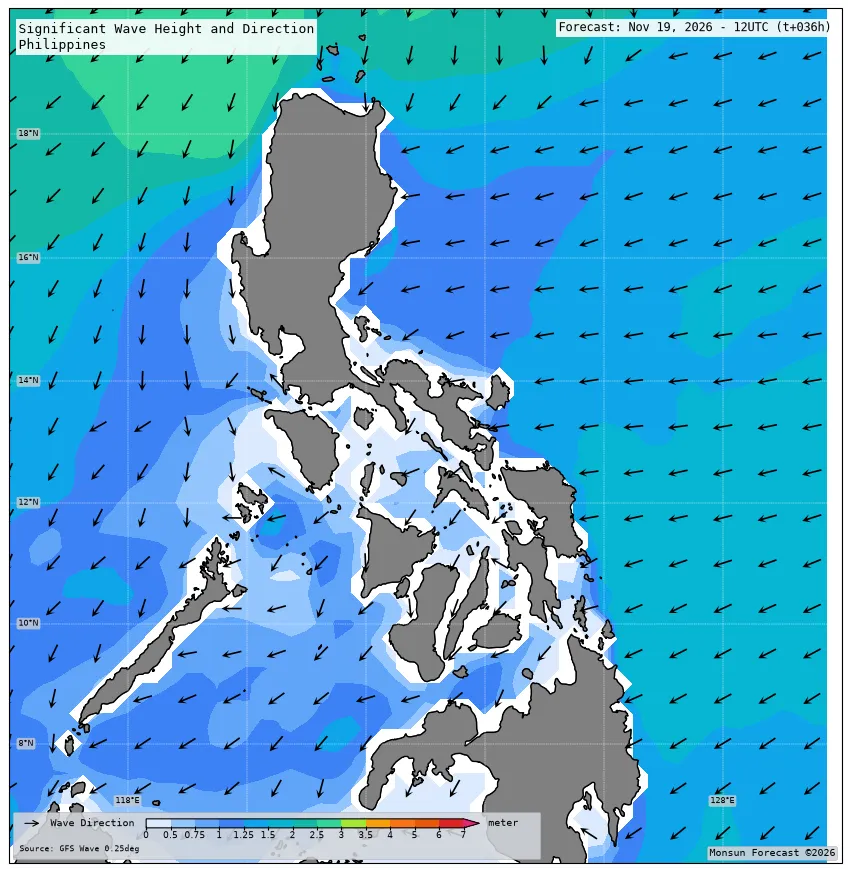 Significant Wave Height and Direction
Philippines
Forecast: Nov 19, 2026 - 12UTC (t+036h)
18°N
16°N
14°N
12°N
10°N
8°N
118°E
128°E
Wave Direction
0 0.5 0.75 1 1.25 1.5 2 2.5 3 3.5 4 5 6 7
meter
Source: GFS Wave 0.25deg
Monsun Forecast ©2026